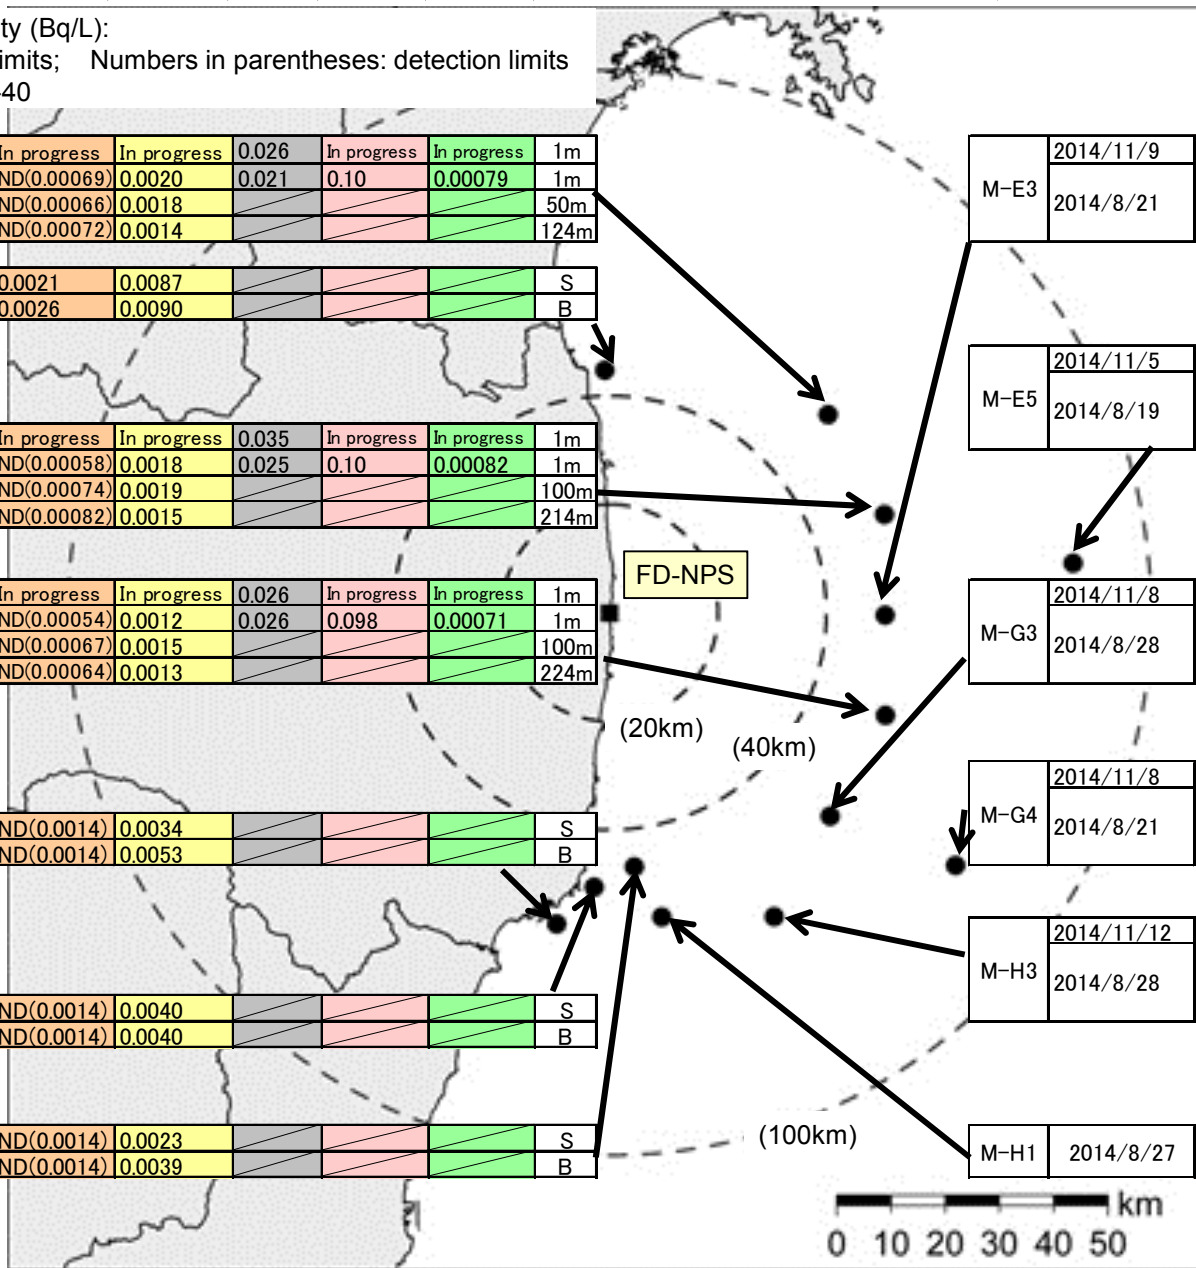 ty (Bq/L):
imits; Numbers in parentheses: detection limits
40
In progress In progress 0.026 In progress In progress 1m
ND(0.00069) 0.0020 0.021 0.10 0.00079 1m
ND(0.00066) 0.0018 50m
ND(0.00072) 0.0014 124m
M-E3 2014/11/9
2014/8/21
0.0021 0.0087 S
0.0026 0.0090 B
M-E5 2014/11/5
2014/8/19
In progress In progress 0.035 In progress In progress 1m
ND(0.00058) 0.0018 0.025 0.10 0.00082 1m
ND(0.00074) 0.0019 100m
ND(0.00082) 0.0015 214m
FD-NPS
In progress In progress 0.026 In progress In progress 1m
ND(0.00054) 0.0012 0.026 0.098 0.00071 1m
ND(0.00067) 0.0015 100m
ND(0.00064) 0.0013 224m
M-G3 2014/11/8
2014/8/28
(20km)
(40km)
M-G4 2014/11/8
2014/8/21
ND(0.0014) 0.0034 S
ND(0.0014) 0.0053 B
M-H3 2014/11/12
2014/8/28
ND(0.0014) 0.0040 S
ND(0.0014) 0.0040 B
(100km)
ND(0.0014) 0.0023 S
ND(0.0014) 0.0039 B
M-H1 2014/8/27
km
0 10 20 30 40 50